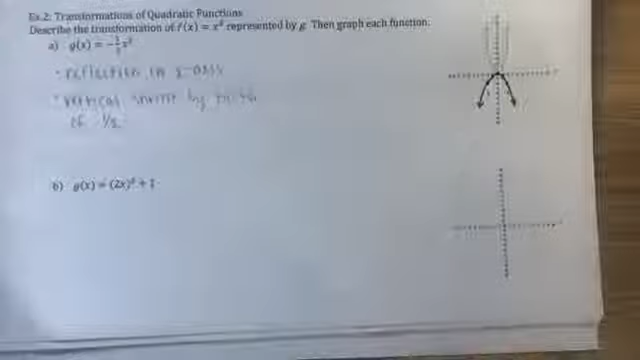 Ex.2: Transformations of Quadratic Functions
Describe the transformation of f(x) = x² represented by g. Then graph each function.
a) g(x) = -½x²
· reflection in x-axis
· vertical shrink by
of 1/2
b) g(x) = (2x)² + 1